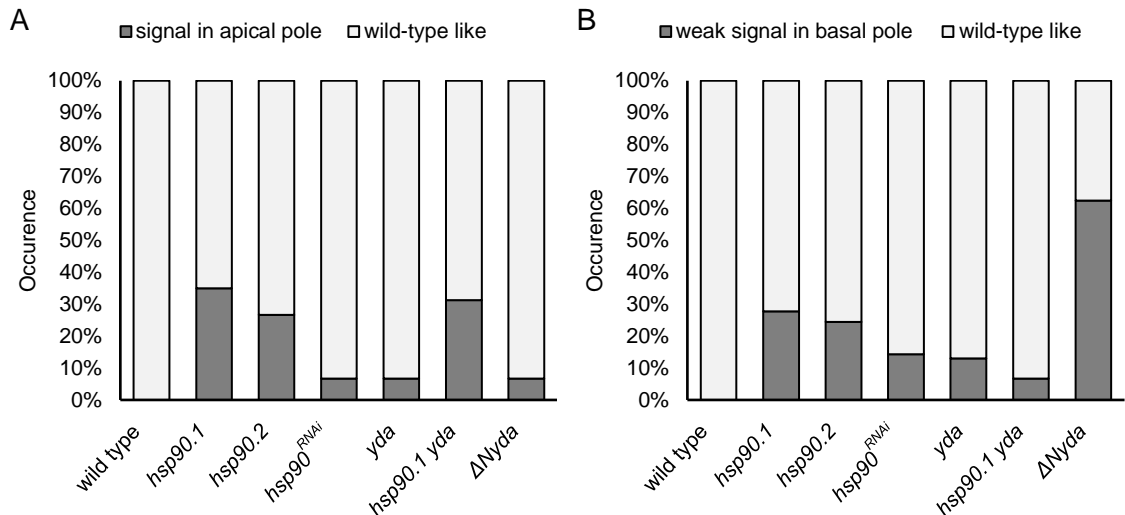 A
signal in apical pole wild-type like
100%
90%
80%
70%
60%
50%
40%
30%
20%
10%
0%
Occurence
wild type
hsp90.1
hsp90.2
hsp90RNAi
yda
hsp90.1 yda
ΔNyda
B
weak signal in basal pole wild-type like
100%
90%
80%
70%
60%
50%
40%
30%
20%
10%
0%
Occurence
wild type
hsp90.1
hsp90.2
hsp90RNAi
yda
hsp90.1 yda
ΔNyda